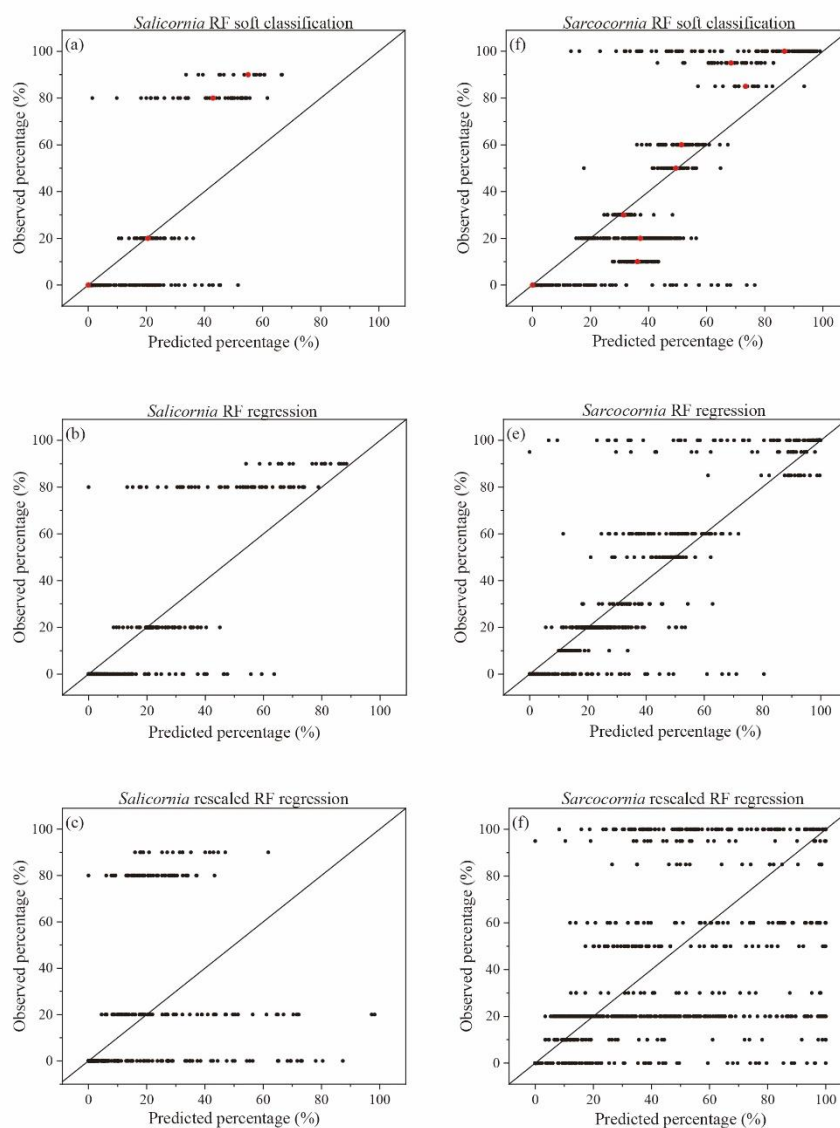 Salicornia RF soft classification
(a)
100
80
60
40
20
0
Observed percentage (%)
0 20 40 60 80 100
Predicted percentage (%)
Sarcocornia RF soft classification
(f)
100
80
60
40
20
0
Observed percentage (%)
0 20 40 60 80 100
Predicted percentage (%)
Salicornia RF regression
(b)
100
80
60
40
20
0
Observed percentage (%)
0 20 40 60 80 100
Predicted percentage (%)
Sarcocornia RF regression
(e)
100
80
60
40
20
0
Observed percentage (%)
0 20 40 60 80 100
Predicted percentage (%)
Salicornia rescaled RF regression
(c)
100
80
60
40
20
0
Observed percentage (%)
0 20 40 60 80 100
Predicted percentage (%)
Sarcocornia rescaled RF regression
(f)
100
80
60
40
20
0
Observed percentage (%)
0 20 40 60 80 100
Predicted percentage (%)